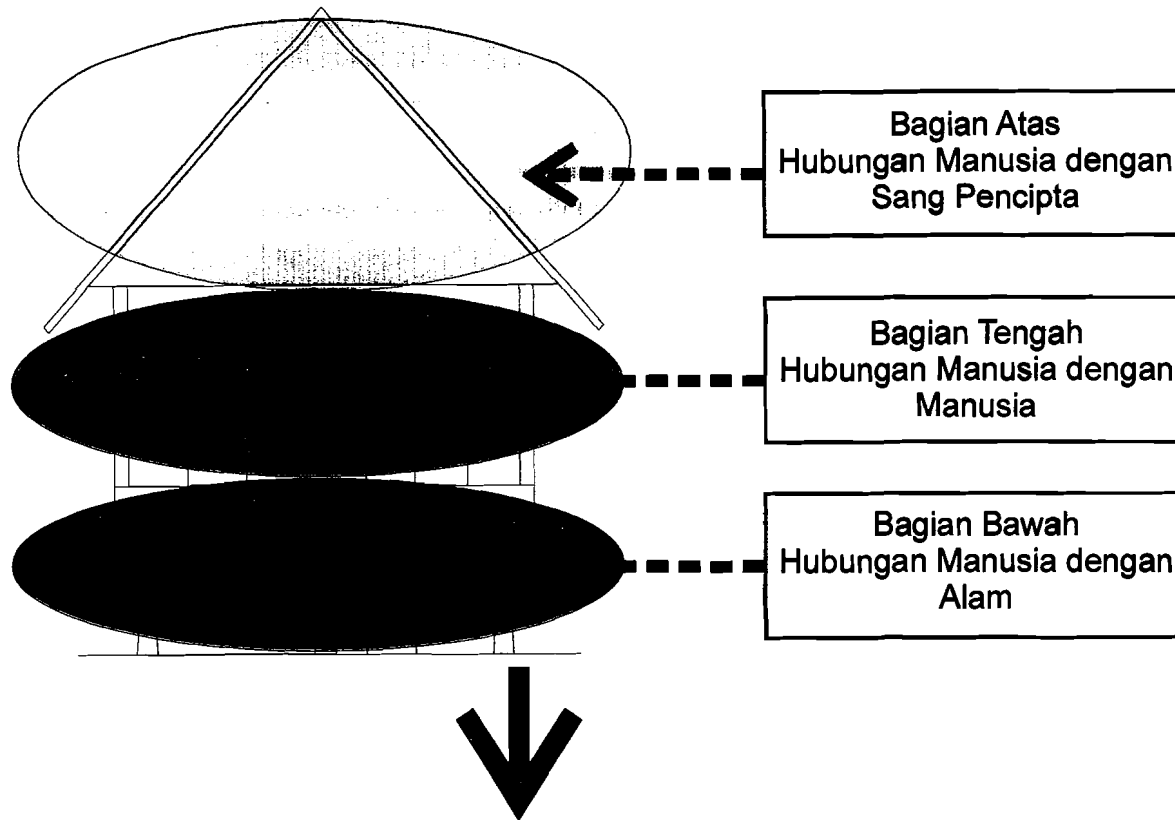 Bagian Atas
Hubungan Manusia dengan
Sang Pencipta
Bagian Tengah
Hubungan Manusia dengan
Manusia
Bagian Bawah
Hubungan Manusia dengan
Alam